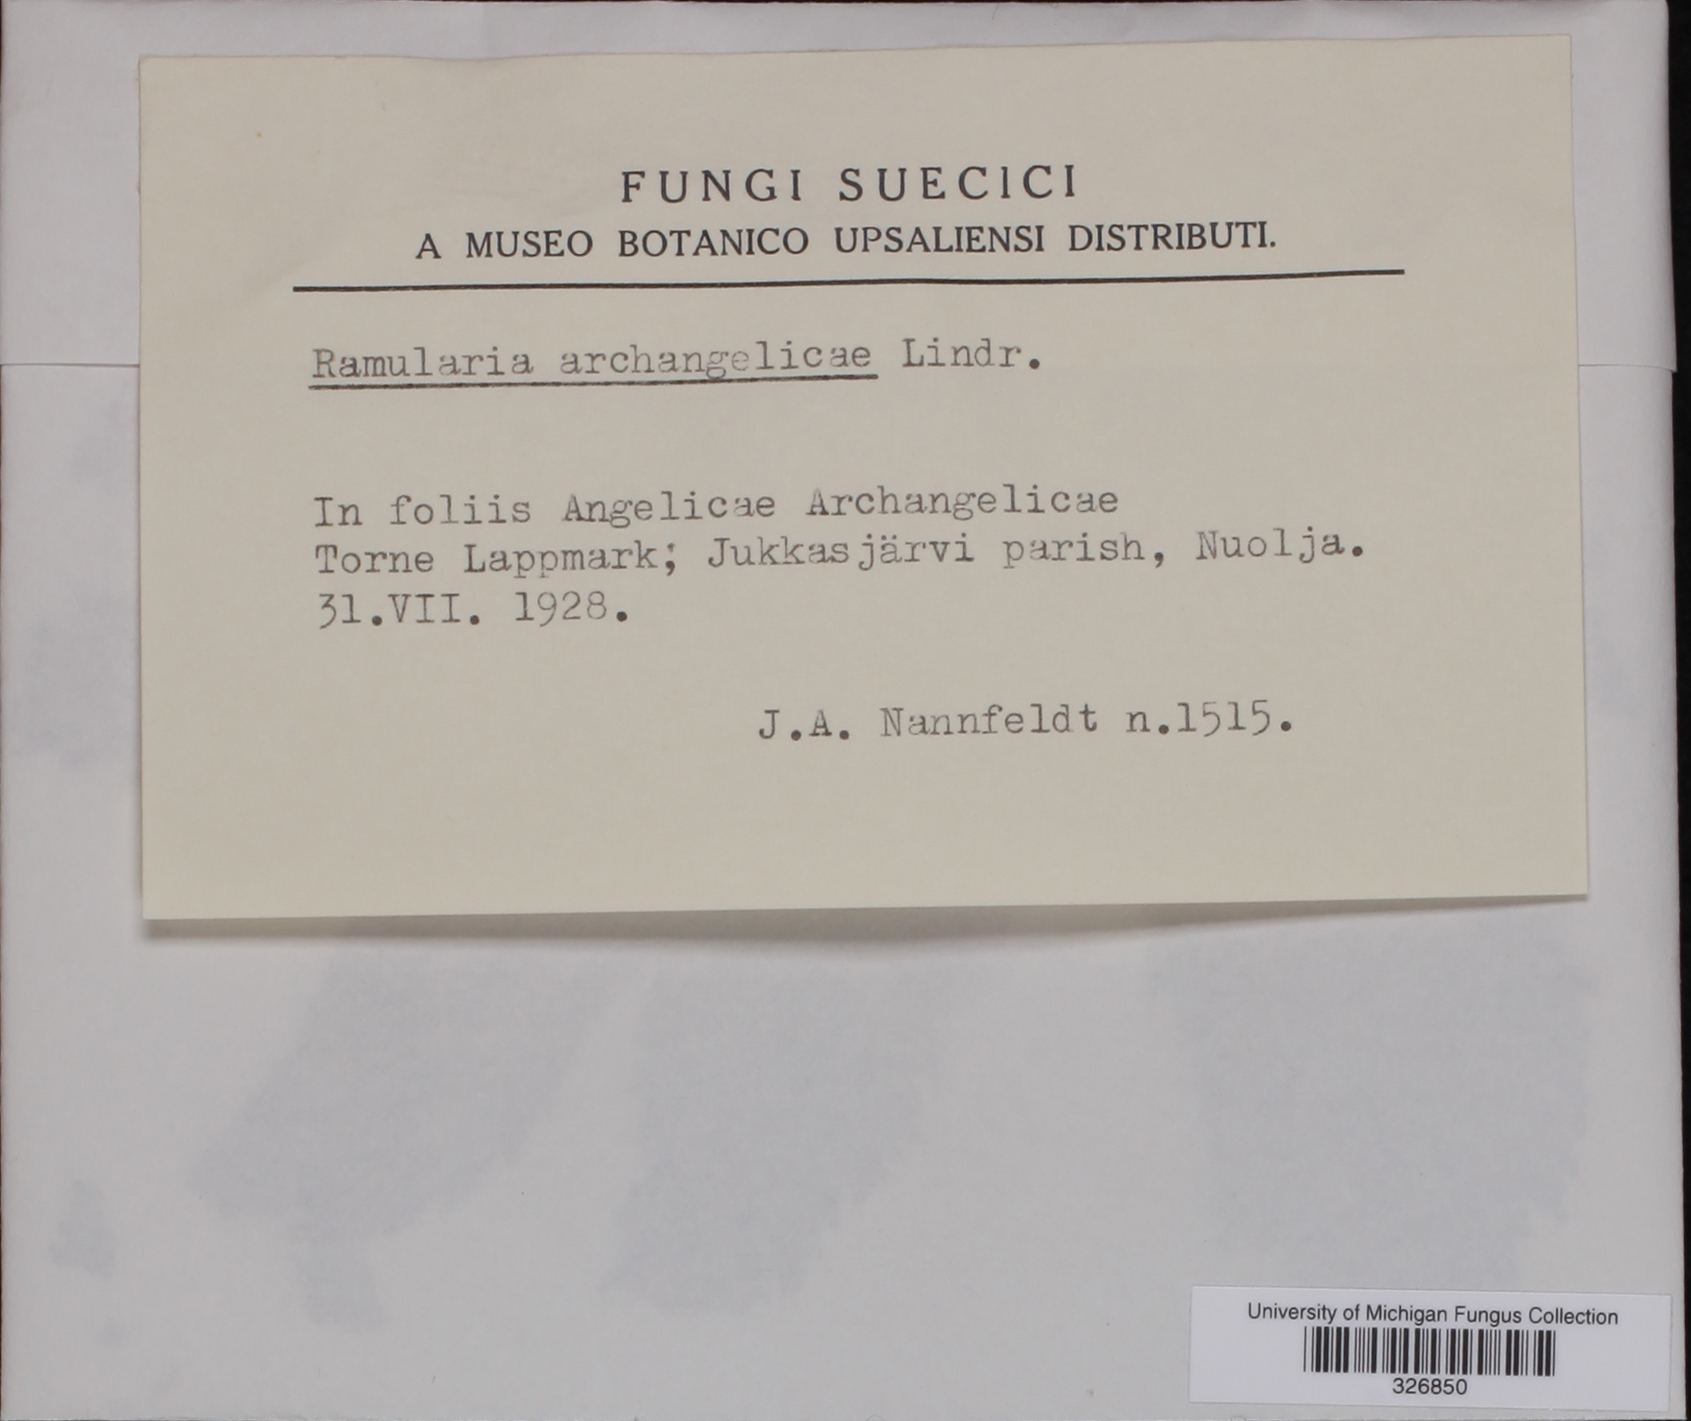 FUNGI SUECICI
A MUSEO BOTANICO UPSALIENSI DISTRIBUTI.
Ramularia archangelicae Lindr.
In foliis Angelicae Archangelicae
Torne Lappmark; Jukkasjärvi parish, Nuolja.
31.VII. 1928.
J.A. Nannfeldt n.1515.
University of Michigan Fungus Collection
326850